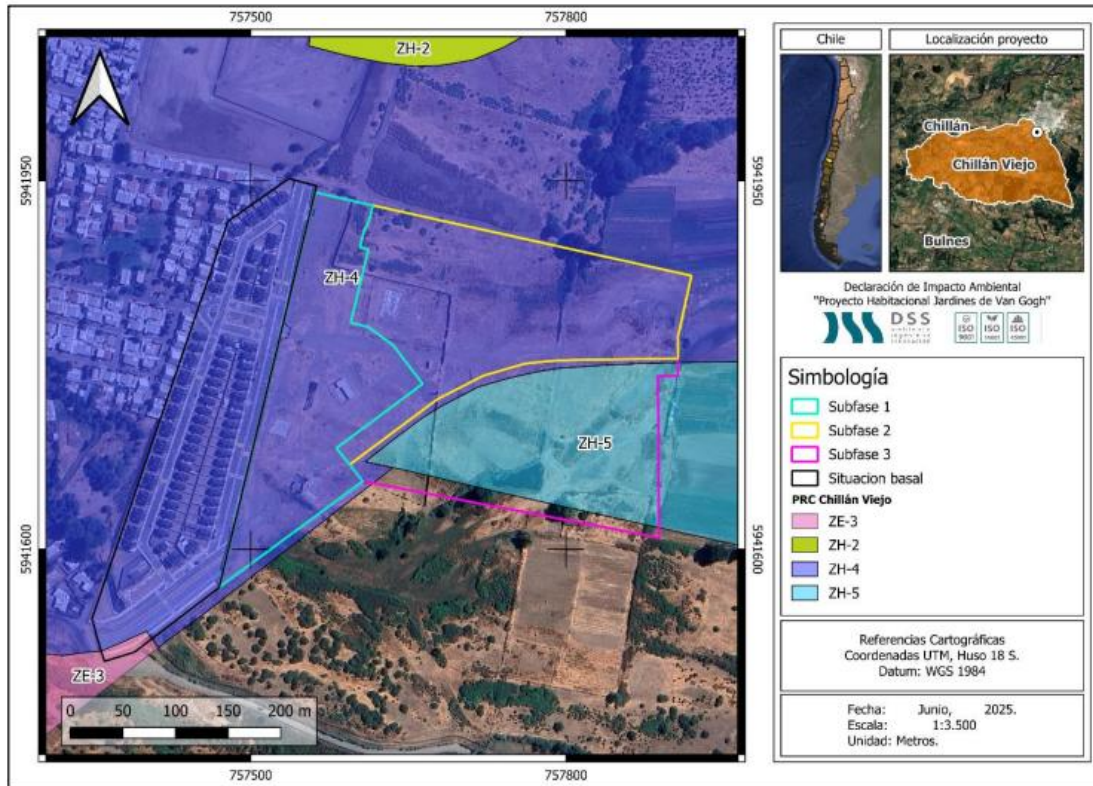 757500
757800
5941950
5941950
5941600
5941600
757500
757800
ZH-2
ZH-4
ZH-5
ZE-3
0 50 100 150 200 m
Chile
Localización proyecto
Chillán
Chillán Viejo
Bulnes
Declaración de Impacto Ambiental
"Proyecto Habitacional Jardines de Van Gogh"
DSS
ISO ISO ISO
Simbología
Subfase 1
Subfase 2
Subfase 3
Situacion basal
PRC Chillán Viejo
ZE-3
ZH-2
ZH-4
ZH-5
Referencias Cartográficas
Coordenadas UTM, Huso 18 S.
Datum: WGS 1984
Fecha: Junio, 2025.
Escala: 1:3.500
Unidad: Metros.